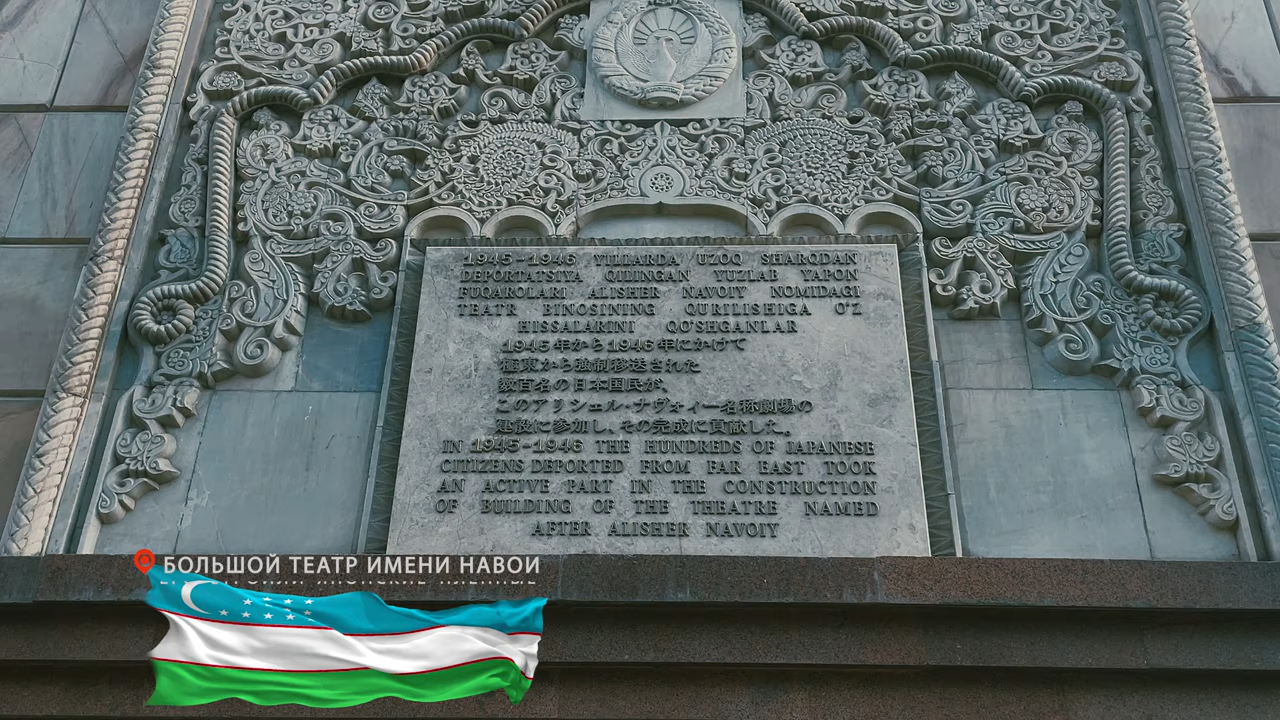 1945-1946 YILLARDA UZOQ SHARQDAN
DEPORTATSIYA QILINGAN YUZLAB YAPON
FUQAROLARI ALISHER NAVOIY NOMIDAGI
TEATR BINOSINING QURILISHIGA O'Z
HISSALARINI QO'SHGANLAR
1945年から1946年にかけて
極東から強制移送された
数百名の日本国民が、
このアリシェル・ナヴォィー名称劇場の
建設に参加し、その完成に貢献した。
IN 1945-1946 THE HUNDREDS OF JAPANESE
CITIZENS DEPORTED FROM FAR EAST TOOK
AN ACTIVE PART IN THE CONSTRUCTION
OF BUILDING OF THE THEATRE NAMED
AFTER ALISHER NAVOIY
БОЛЬШОЙ ТЕАТР ИМЕНИ НАВОИ